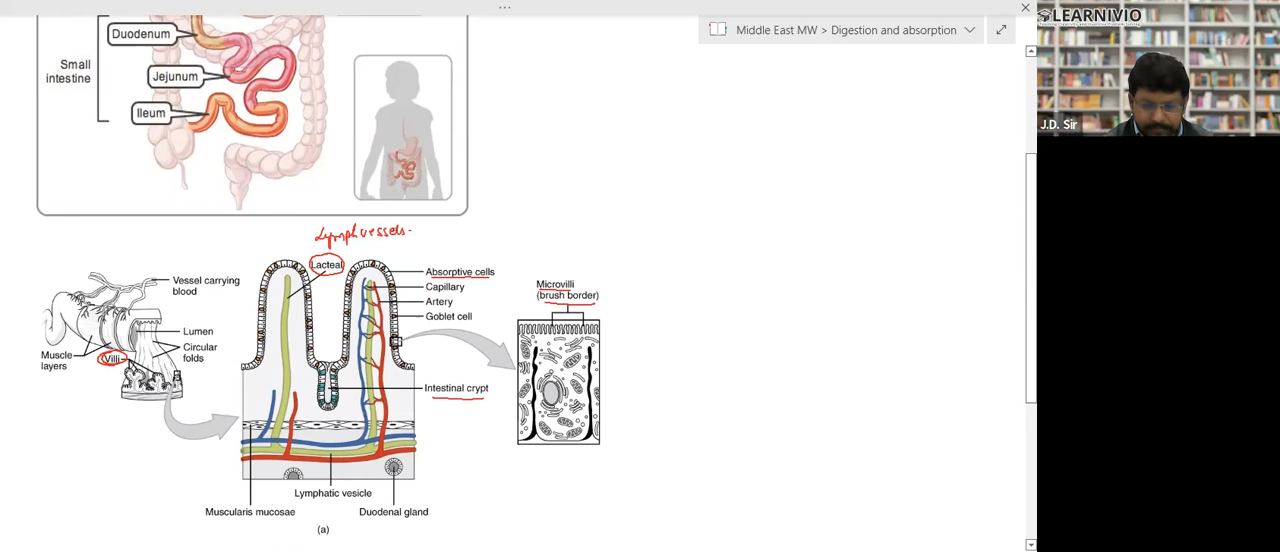 Middle East MW > Digestion and absorption
LEARNIVIO
J.D. Sir
Duodenum
Small
intestine
Jejunum
Ileum
Lymph vessels-
Vessel carrying
blood
Lumen
Circular
folds
Muscle
layers
Villi
Lacteal
Absorptive cells
Capillary
Artery
Goblet cell
Intestinal crypt
Microvilli
(brush border)
Lymphatic vesicle
Muscularis mucosae
Duodenal gland
(a)